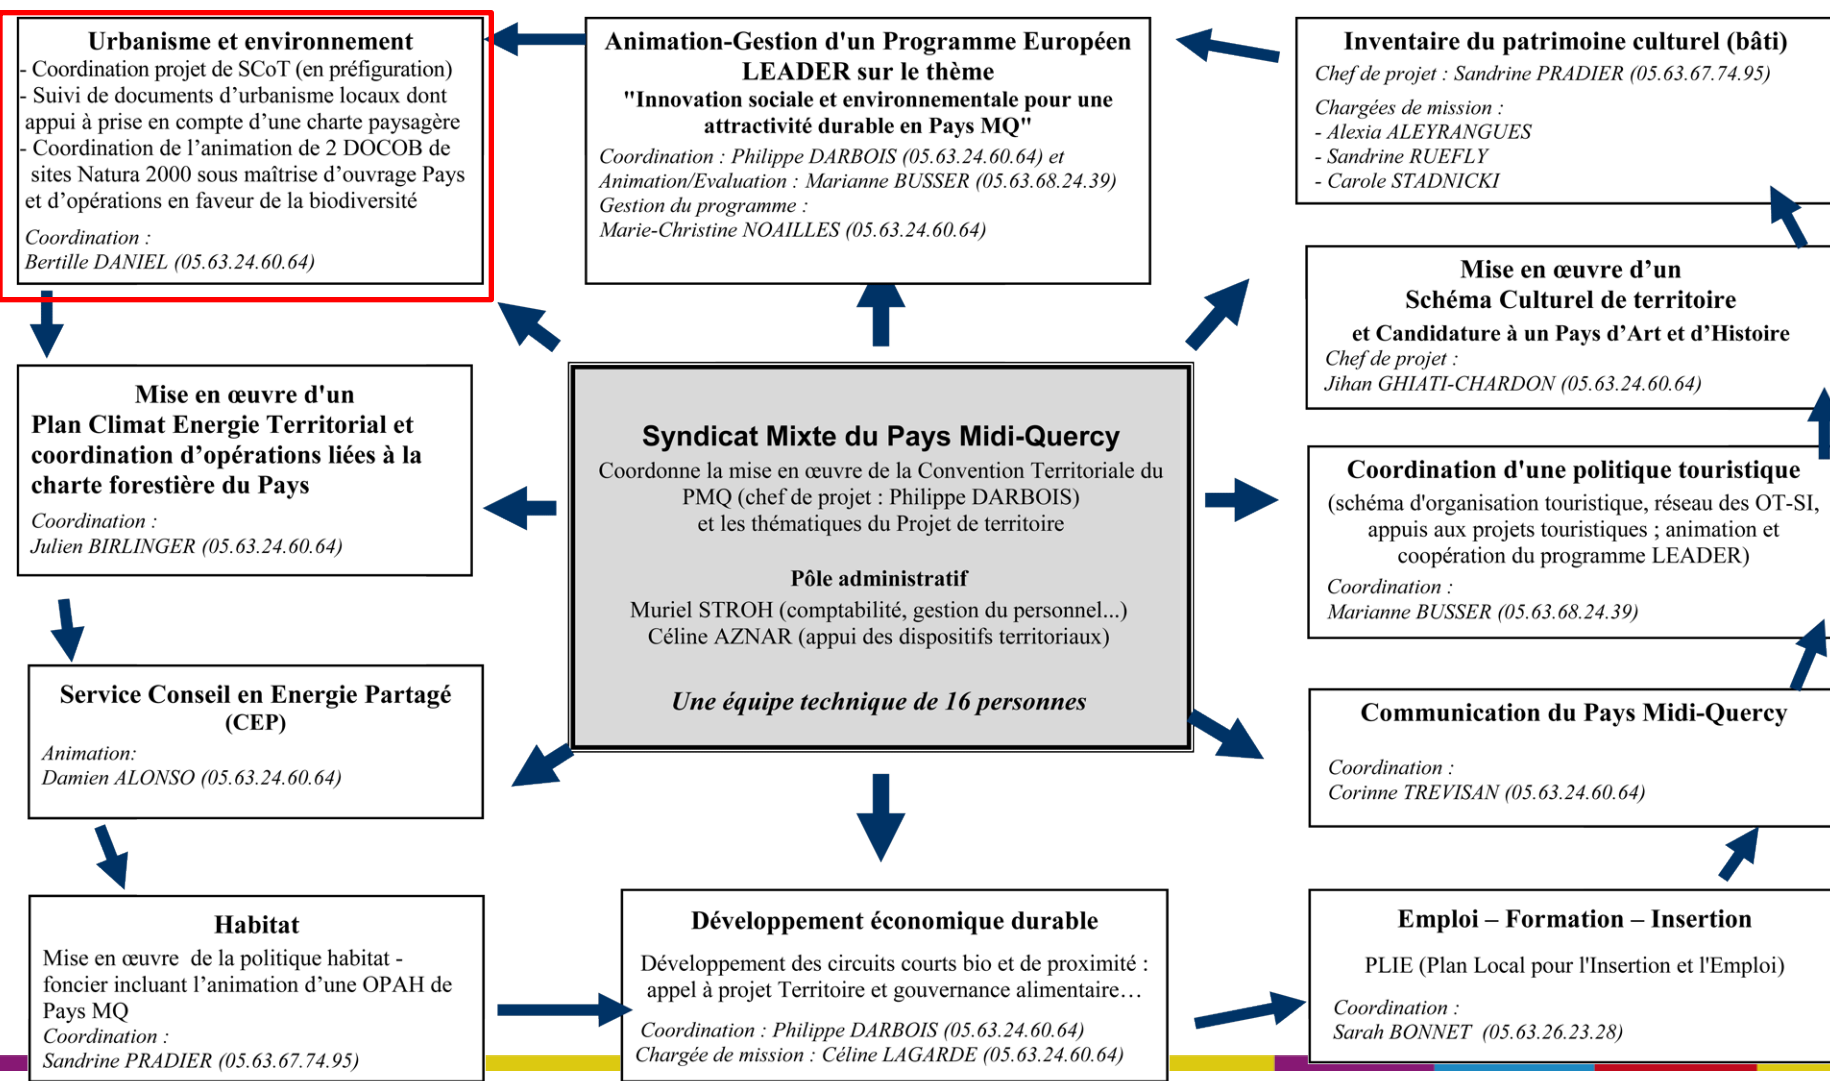 Urbanisme et environnement
- Coordination projet de SCoT (en préfiguration)
- Suivi de documents d’urbanisme locaux dont
appui à prise en compte d’une charte paysagère
- Coordination de l’animation de 2 DOCOB de
sites Natura 2000 sous maîtrise d’ouvrage Pays
et d’opérations en faveur de la biodiversité
Coordination :
Bertille DANIEL (05.63.24.60.64)
Animation-Gestion d'un Programme Européen
LEADER sur le thème
"Innovation sociale et environnementale pour une
attractivité durable en Pays MQ"
Coordination : Philippe DARBOIS (05.63.24.60.64) et
Animation/Evaluation : Marianne BUSSER (05.63.68.24.39)
Gestion du programme :
Marie-Christine NOAILLES (05.63.24.60.64)
Inventaire du patrimoine culturel (bâti)
Chef de projet : Sandrine PRADIER (05.63.67.74.95)
Chargées de mission :
- Alexia ALEYRANGUES
- Sandrine RUEFLY
- Carole STADNICKI
Mise en œuvre d’un
Schéma Culturel de territoire
et Candidature à un Pays d’Art et d’Histoire
Chef de projet :
Jihan GHIATI-CHARDON (05.63.24.60.64)
Mise en œuvre d'un
Plan Climat Energie Territorial et
coordination d’opérations liées à la
charte forestière du Pays
Coordination :
Julien BIRLINGER (05.63.24.60.64)
Syndicat Mixte du Pays Midi-Quercy
Coordonne la mise en œuvre de la Convention Territoriale du
PMQ (chef de projet : Philippe DARBOIS)
et les thématiques du Projet de territoire
Pôle administratif
Muriel STROH (comptabilité, gestion du personnel...)
Céline AZNAR (appui des dispositifs territoriaux)
Une équipe technique de 16 personnes
Coordination d'une politique touristique
(schéma d'organisation touristique, réseau des OT-SI,
appuis aux projets touristiques ; animation et
coopération du programme LEADER)
Coordination :
Marianne BUSSER (05.63.68.24.39)
Service Conseil en Energie Partagé
(CEP)
Animation:
Damien ALONSO (05.63.24.60.64)
Communication du Pays Midi-Quercy
Coordination :
Corinne TREVISAN (05.63.24.60.64)
Habitat
Mise en œuvre  de la politique habitat -
foncier incluant l’animation d’une OPAH de
Pays MQ
Coordination :
Sandrine PRADIER (05.63.67.74.95)
Développement économique durable
Développement des circuits courts bio et de proximité :
appel à projet Territoire et gouvernance alimentaire…
Coordination : Philippe DARBOIS (05.63.24.60.64)
Chargée de mission : Céline LAGARDE (05.63.24.60.64)
Emploi – Formation – Insertion
PLIE (Plan Local pour l'Insertion et l'Emploi)
Coordination :
Sarah BONNET  (05.63.26.23.28)